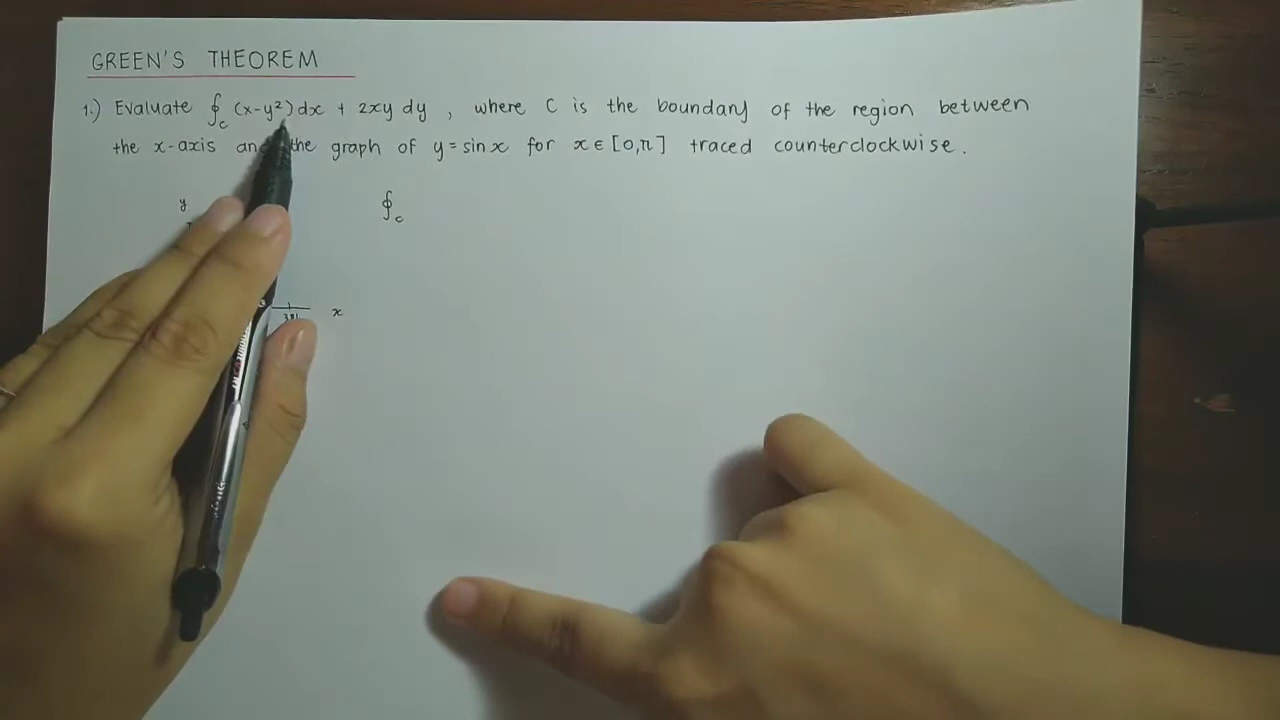 GREEN'S THEOREM
1.) Evaluate ∮c (x-y²)dx + 2xy dy , where C is the boundary of the region between
the x-axis and the graph of y = sin x for x ∈ [0,π] traced counterclockwise.
y
∮c
x